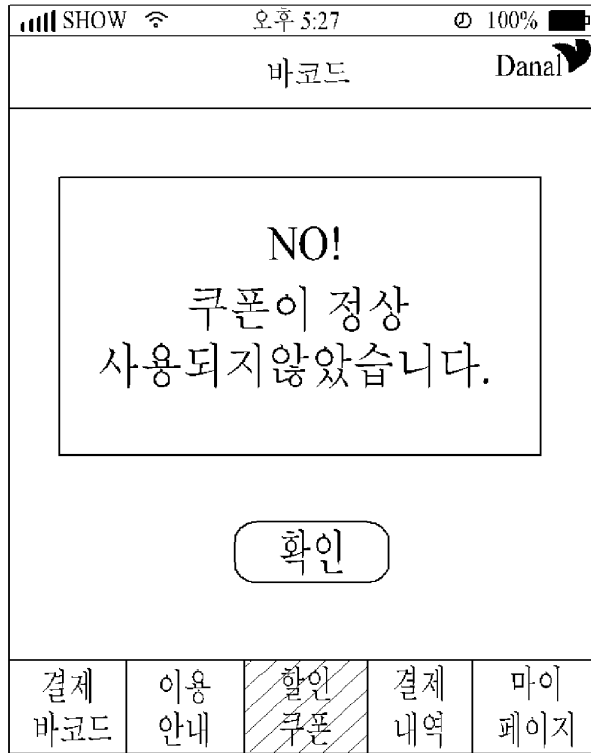 SHOW 오후 5:27 100%
바코드 Danal
NO!
쿠폰이 정상
사용되지않았습니다.
확인
결제 이용 할인 결제 마이
바코드 안내 쿠폰 내역 페이지